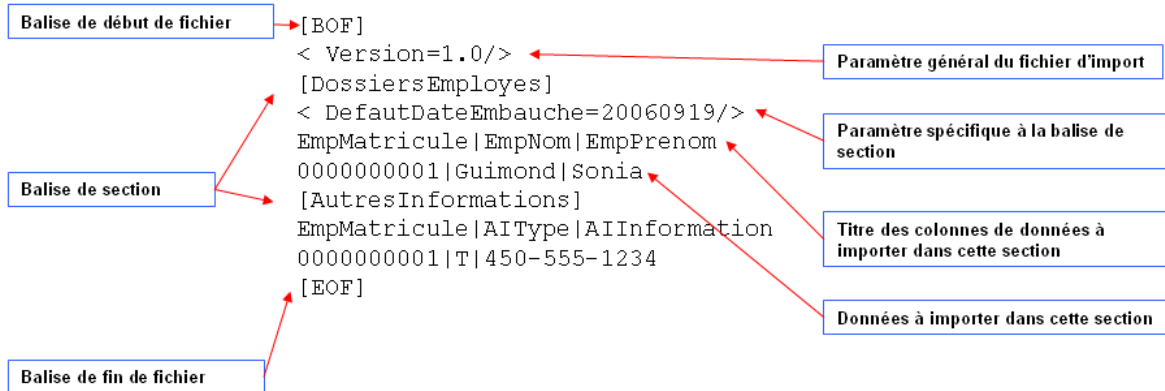 Balise de début de fichier
[BOF]
< Version=1.0/>
Paramètre général du fichier d'import
[DossiersEmployes]
< DefautDateEmbauche=20060919/>
Paramètre spécifique à la balise de
section
EmpMatricule|EmpNom|EmpPrenom
0000000001|Guimond|Sonia
Balise de section
[AutresInformations]
EmpMatricule|AIType|AIInformation
Titre des colonnes de données à
importer dans cette section
0000000001|T|450-555-1234
[EOF]
Données à importer dans cette section
Balise de fin de fichier